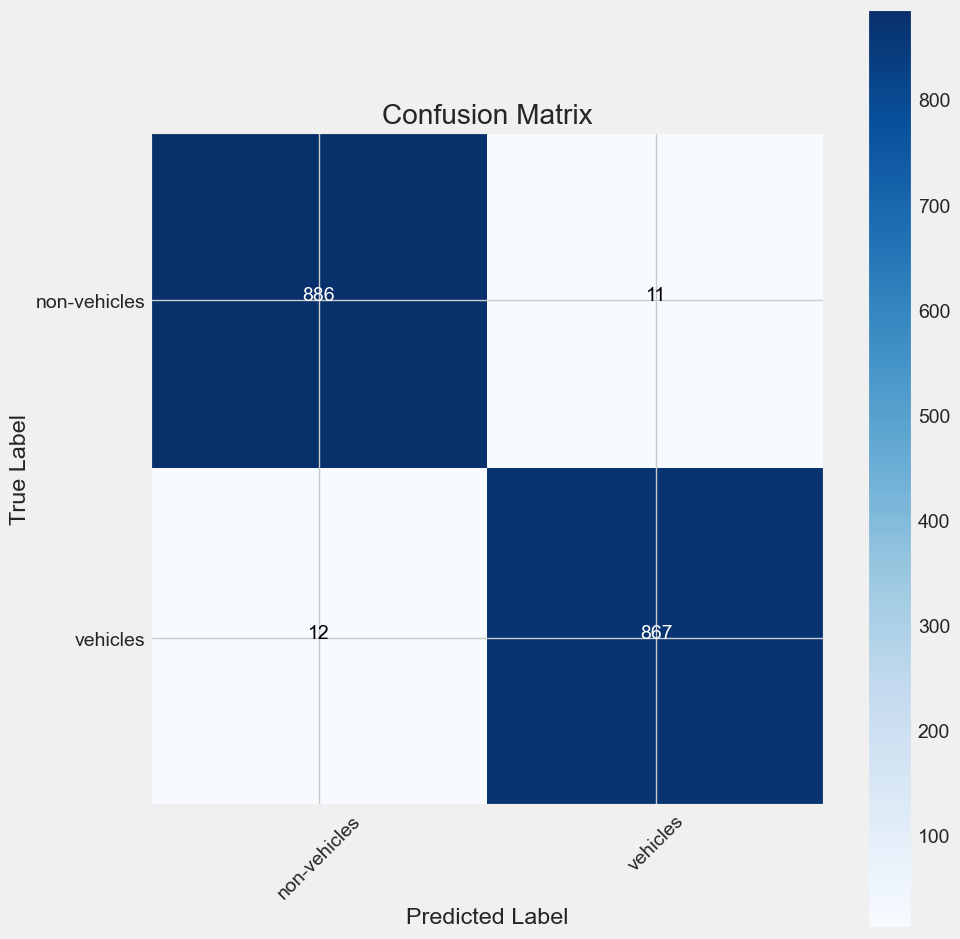 Confusion Matrix
True Label
non-vehicles
886
11
vehicles
12
867
non-vehicles
vehicles
Predicted Label
800
700
600
500
400
300
200
100